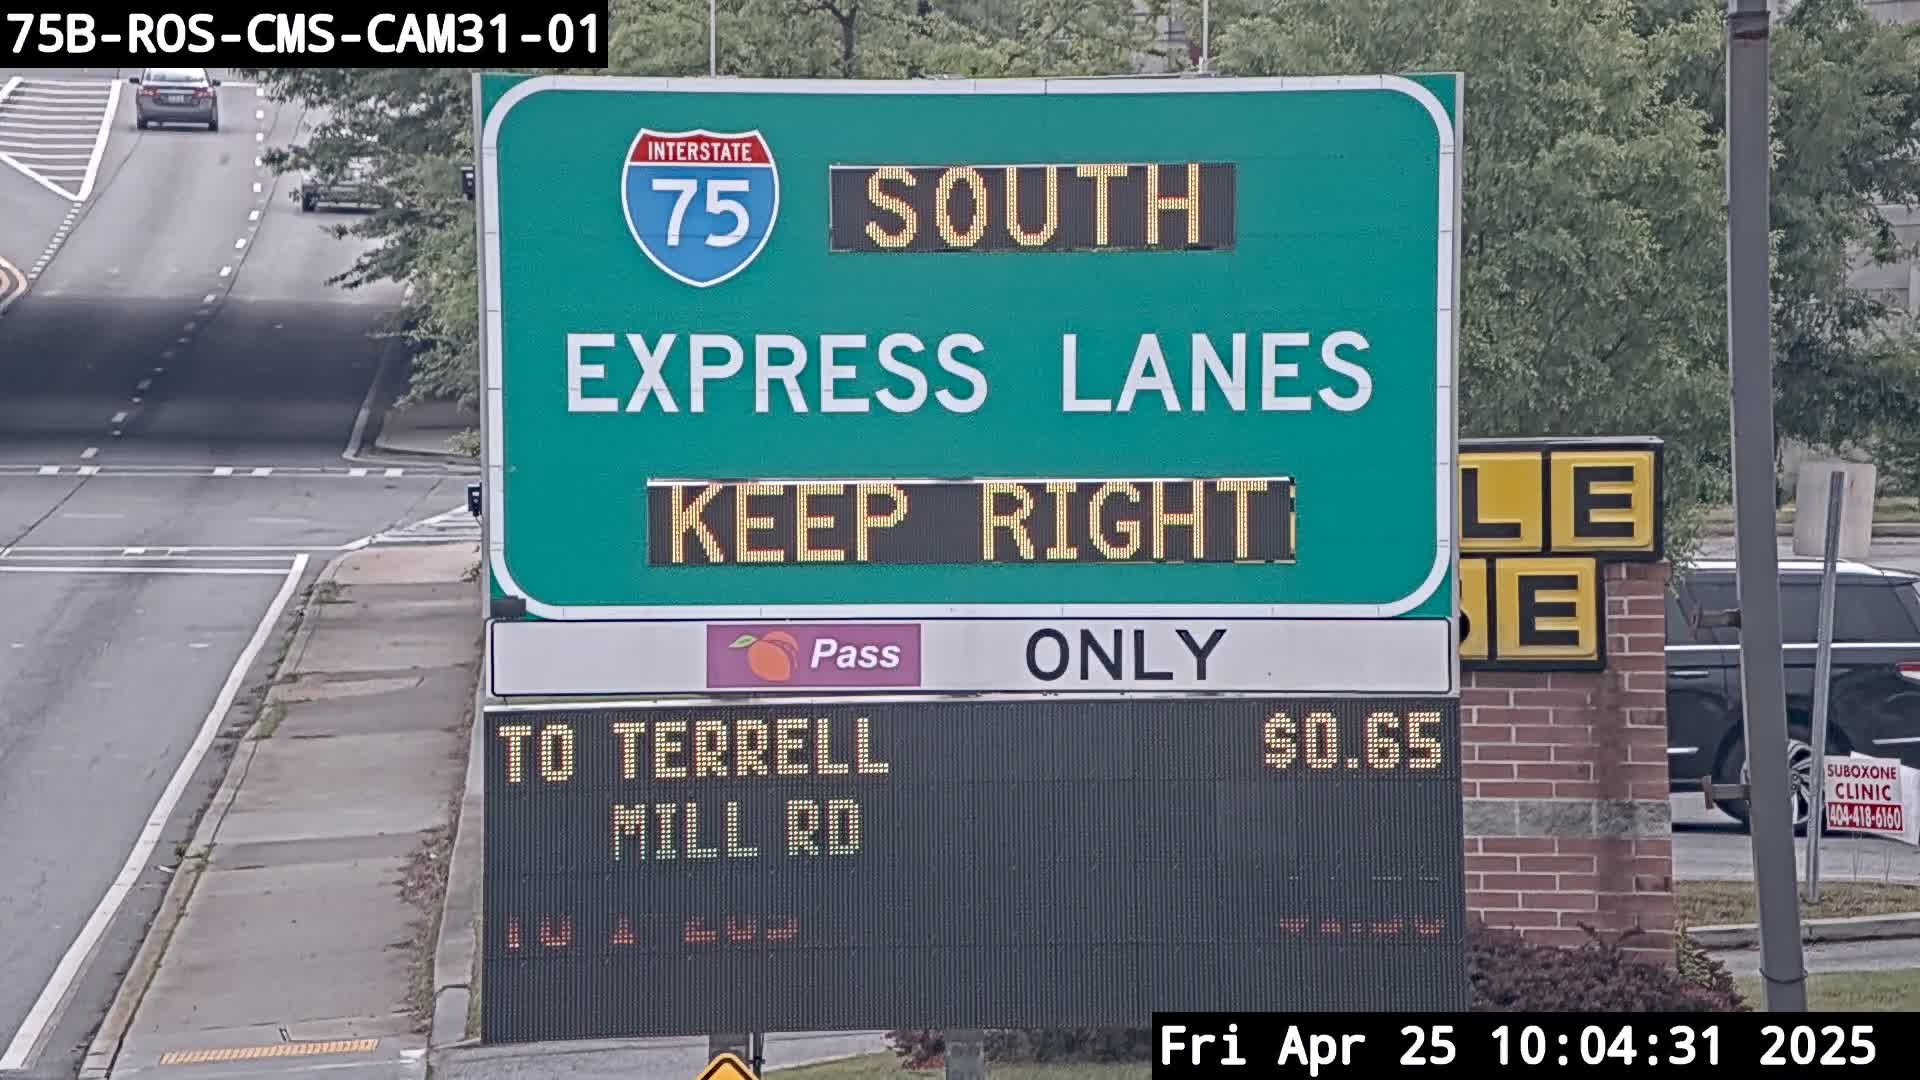 75B-ROS-CMS-CAM31-01
INTERSTATE
75
SOUTH
EXPRESS LANES
KEEP RIGHT
Pass ONLY
TO TERRELL $0.65
MILL RD
LE
E
SUBOXONE
CLINIC
404-418-6160
Fri Apr 25 10:04:31 2025